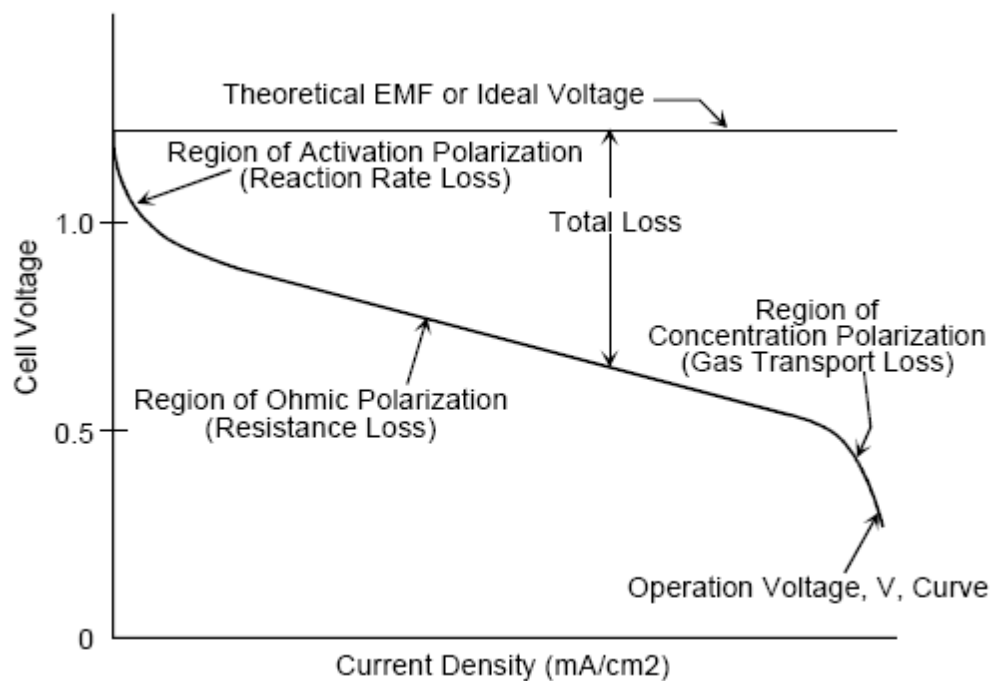 Theoretical EMF or Ideal Voltage
Region of Activation Polarization
(Reaction Rate Loss)
1.0
Total Loss
Cell Voltage
Region of
Concentration Polarization
(Gas Transport Loss)
Region of Ohmic Polarization
(Resistance Loss)
0.5
Operation Voltage, V, Curve
0
Current Density (mA/cm2)